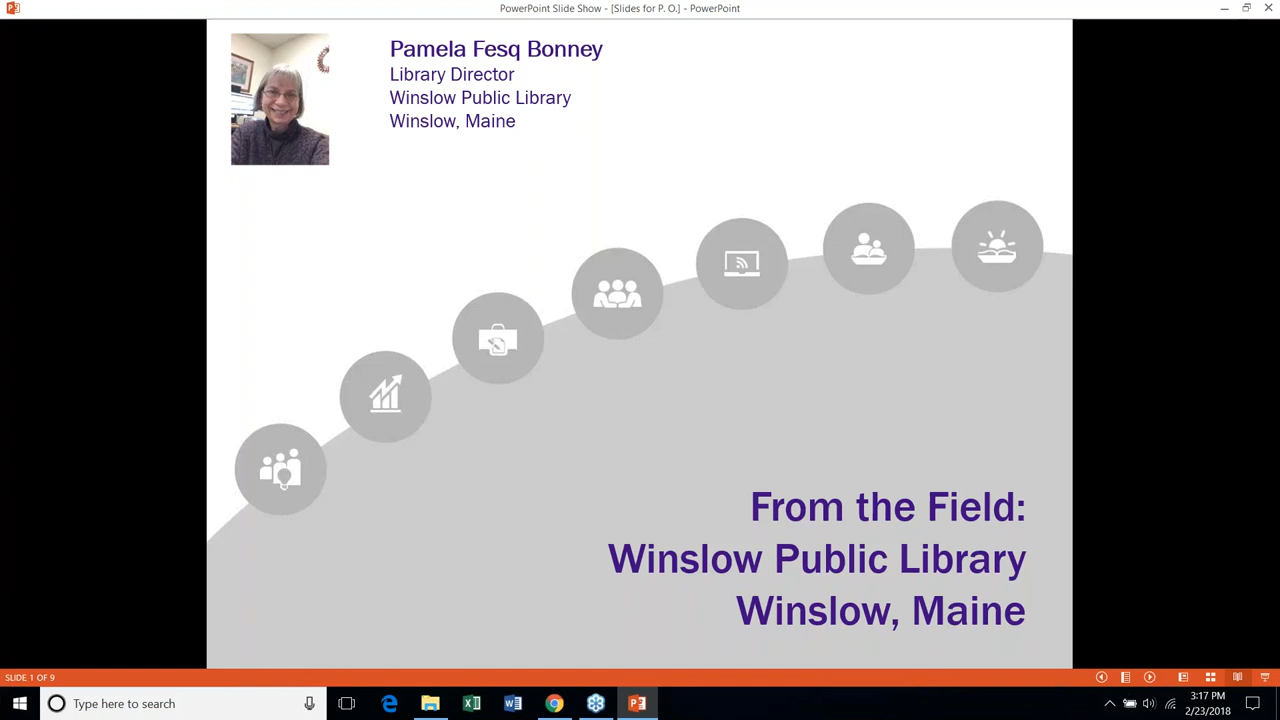 PowerPoint Slide Show - [Slides for P. O.] - PowerPoint
Pamela Fesq Bonney
Library Director
Winslow Public Library
Winslow, Maine
From the Field:
Winslow Public Library
Winslow, Maine
SLIDE 1 OF 9
Type here to search
3:17 PM
2/23/2018